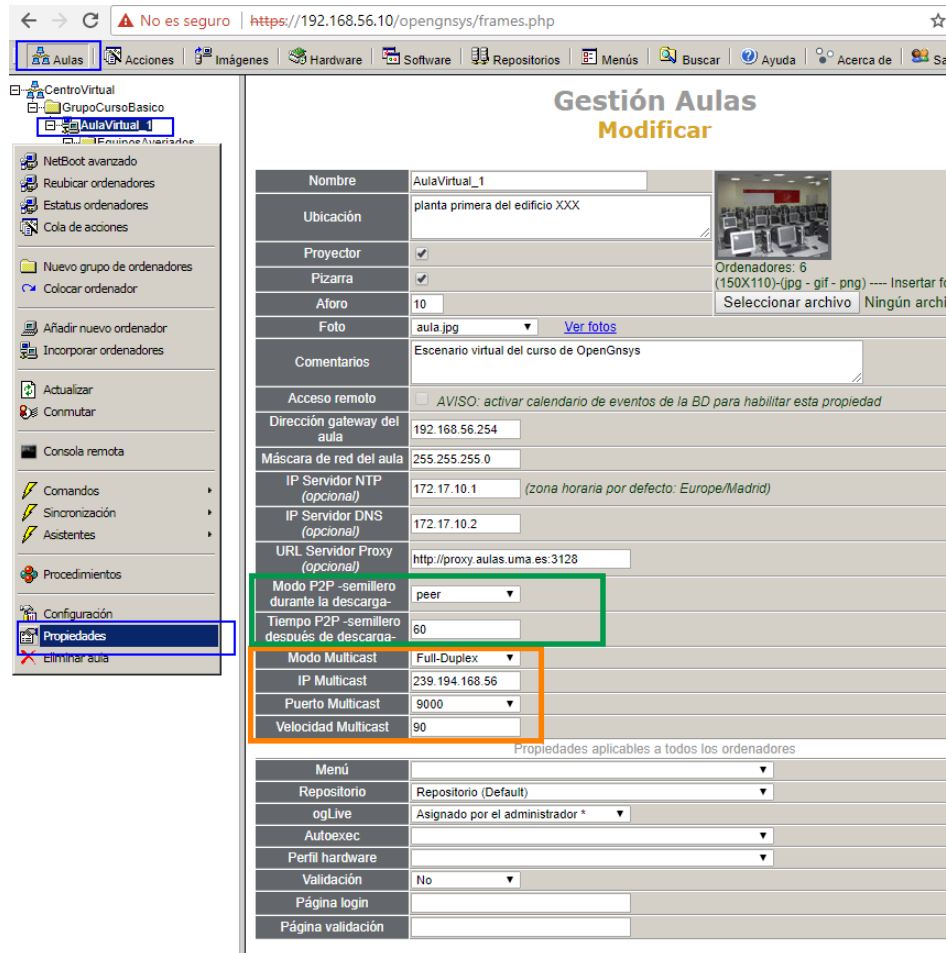 No es seguro | https://192.168.56.10/opengnsys/frames.php
Aulas Acciones Imágenes Hardware Software Repositorios Menús Buscar Ayuda Acerca de Sa
CentroVirtual
GrupoCursoBasico
AulaVirtual_1
EquiposAveriados
NetBoot avanzado
Reubicar ordenadores
Estatus ordenadores
Cola de acciones
Nuevo grupo de ordenadores
Colocar ordenador
Añadir nuevo ordenador
Incorporar ordenadores
Actualizar
Conmutar
Consola remota
Comandos
Sincronización
Asistentes
Procedimientos
Configuración
Propiedades
Eliminar aula
Gestión Aulas
Modificar
Nombre AulaVirtual_1
Ubicación planta primera del edificio XXX
Proyector
Pizarra
Ordenadores: 6
(150X110)-(jpg - gif - png) ---- Insertar fo
Aforo 10 Seleccionar archivo Ningún archi
Foto aula.jpg Ver fotos
Comentarios Escenario virtual del curso de OpenGnsys
Acceso remoto AVISO: activar calendario de eventos de la BD para habilitar esta propiedad
Dirección gateway del
aula 192.168.56.254
Máscara de red del aula 255.255.255.0
IP Servidor NTP
(opcional) 172.17.10.1 (zona horaria por defecto: Europe/Madrid)
IP Servidor DNS
(opcional) 172.17.10.2
URL Servidor Proxy
(opcional) http://proxy.aulas.uma.es:3128
Modo P2P -semillero
durante la descarga- peer
Tiempo P2P -semillero
después de descarga- 60
Modo Multicast Full-Duplex
IP Multicast 239.194.168.56
Puerto Multicast 9000
Velocidad Multicast 90
Propiedades aplicables a todos los ordenadores
Menú
Repositorio Repositorio (Default)
ogLive Asignado por el administrador *
Autoexec
Perfil hardware
Validación No
Página login
Página validación